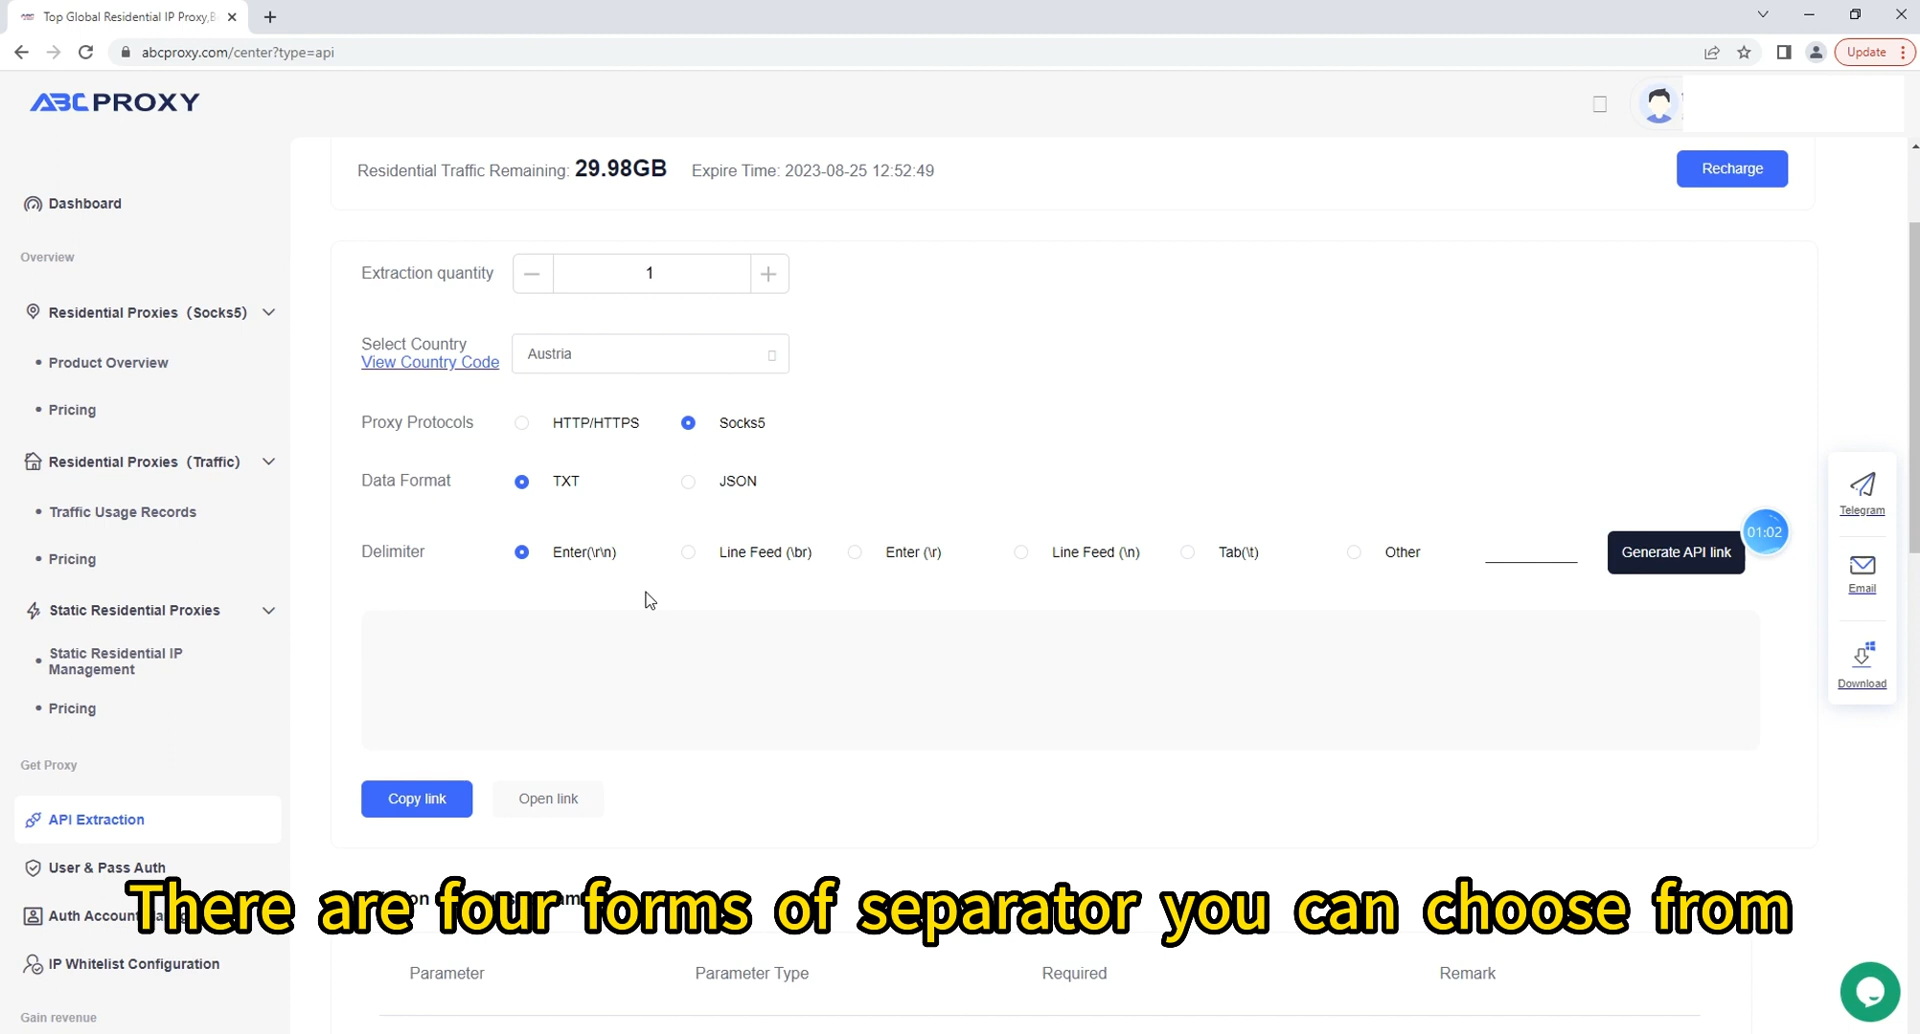 Top Global Residential IP Proxy,B
abcproxy.com/center?type=api
Update
ABC PROXY
Residential Traffic Remaining: 29.98GB Expire Time: 2023-08-25 12:52:49
Recharge
Dashboard
Overview
Extraction quantity 1
Residential Proxies (Socks5)
Select Country
View Country Code
Austria
Product Overview
Pricing
Proxy Protocols HTTP/HTTPS Socks5
Residential Proxies (Traffic)
Data Format TXT JSON
Telegram
Traffic Usage Records
01:02
Delimiter Enter(\r\n) Line Feed (\br) Enter (\r) Line Feed (\n) Tab(\t) Other
Generate API link
Pricing
Email
Static Residential Proxies
Static Residential IP
Management
Download
Pricing
Get Proxy
Copy link Open link
API Extraction
User & Pass Auth
There are four forms of separator you can choose from
Auth Account
IP Whitelist Configuration
Parameter Parameter Type Required Remark
Gain revenue